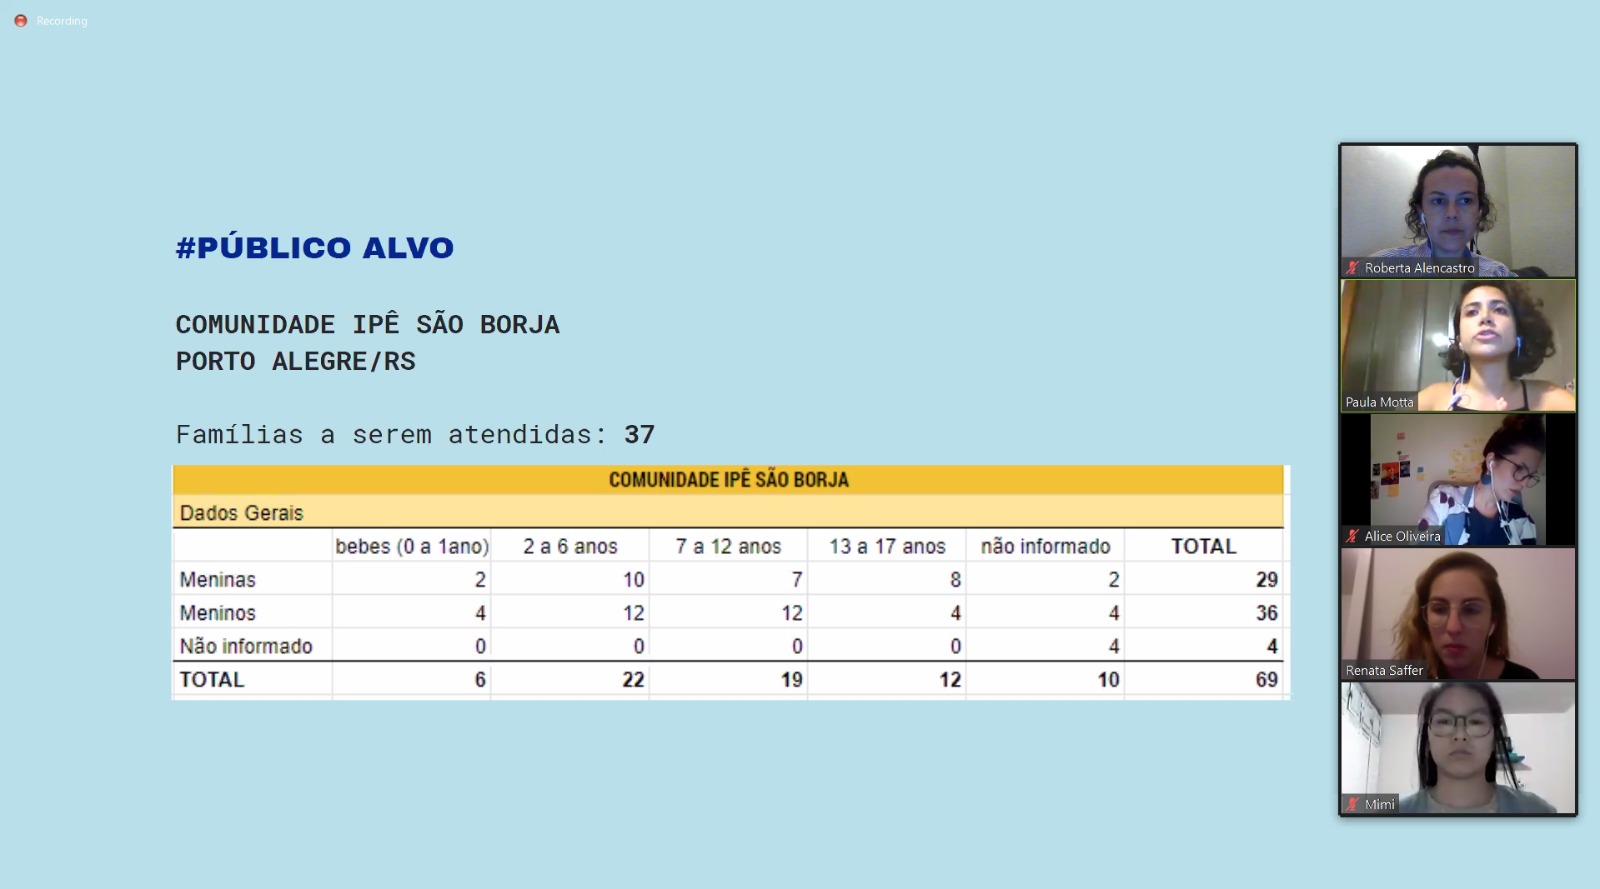 Recording
#PÚBLICO ALVO
COMUNIDADE IPÊ SÃO BORJA
PORTO ALEGRE/RS
Famílias a serem atendidas: 37
COMUNIDADE IPÊ SÃO BORJA
Dados Gerais
bebes (0 a 1ano) 2 a 6 anos 7 a 12 anos 13 a 17 anos não informado TOTAL
Meninas 2 10 7 8 2 29
Meninos 4 12 12 4 4 36
Não informado 0 0 0 0 4 4
TOTAL 6 22 19 12 10 69
Roberta Alencastro
Paula Motta
Alice Oliveira
Renata Saffer
Mimi